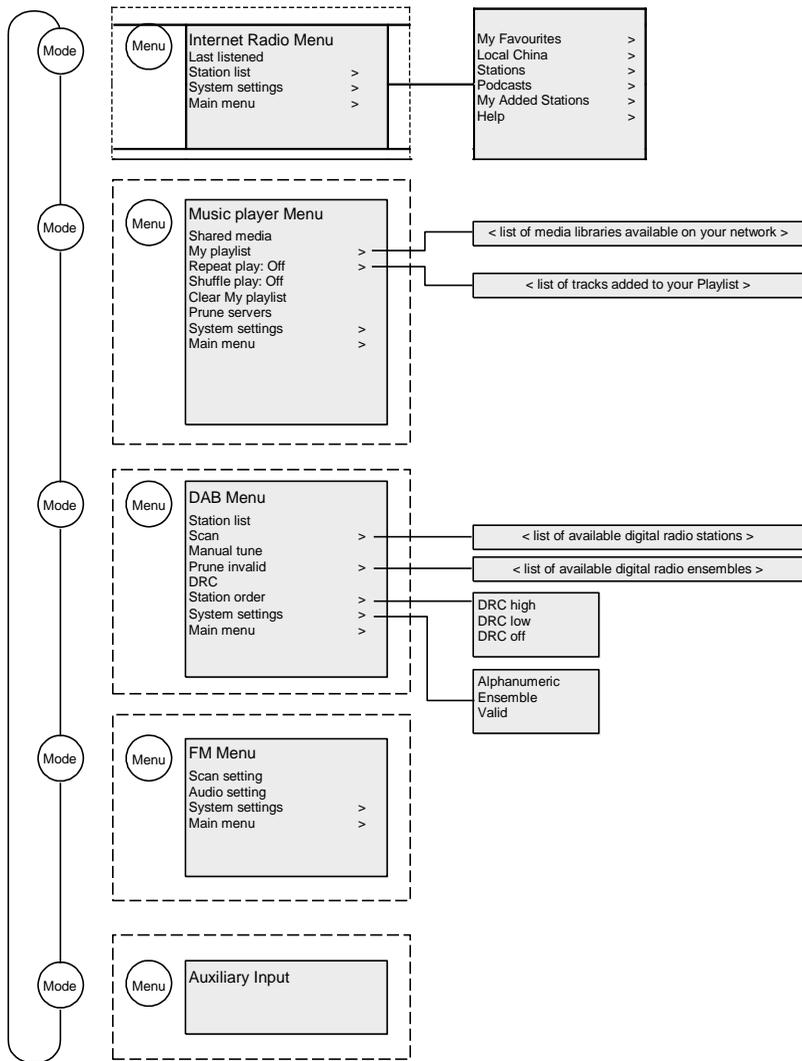 Mode
Menu
Internet Radio Menu
Last listened
Station list >
System settings >
Main menu >
My Favourites >
Local China >
Stations >
Podcasts >
My Added Stations >
Help >
Mode
Menu
Music player Menu
Shared media
My playlist >
Repeat play: Off >
Shuffle play: Off
Clear My playlist
Prune servers
System settings >
Main menu >
< list of media libraries available on your network >
< list of tracks added to your Playlist >
Mode
Menu
DAB Menu
Station list
Scan >
Manual tune
Prune invalid >
DRC
Station order >
System settings >
Main menu >
< list of available digital radio stations >
< list of available digital radio ensembles >
DRC high
DRC low
DRC off
Alphanumeric
Ensemble
Valid
Mode
Menu
FM Menu
Scan setting
Audio setting
System settings >
Main menu >
Mode
Menu
Auxiliary Input